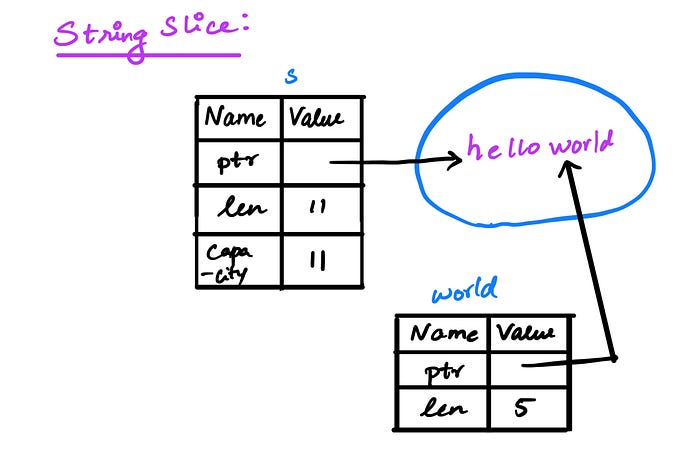 String Slice:
s
Name Value
ptr
len 11
Capa
-city 11
hello world
world
Name Value
ptr
len 5